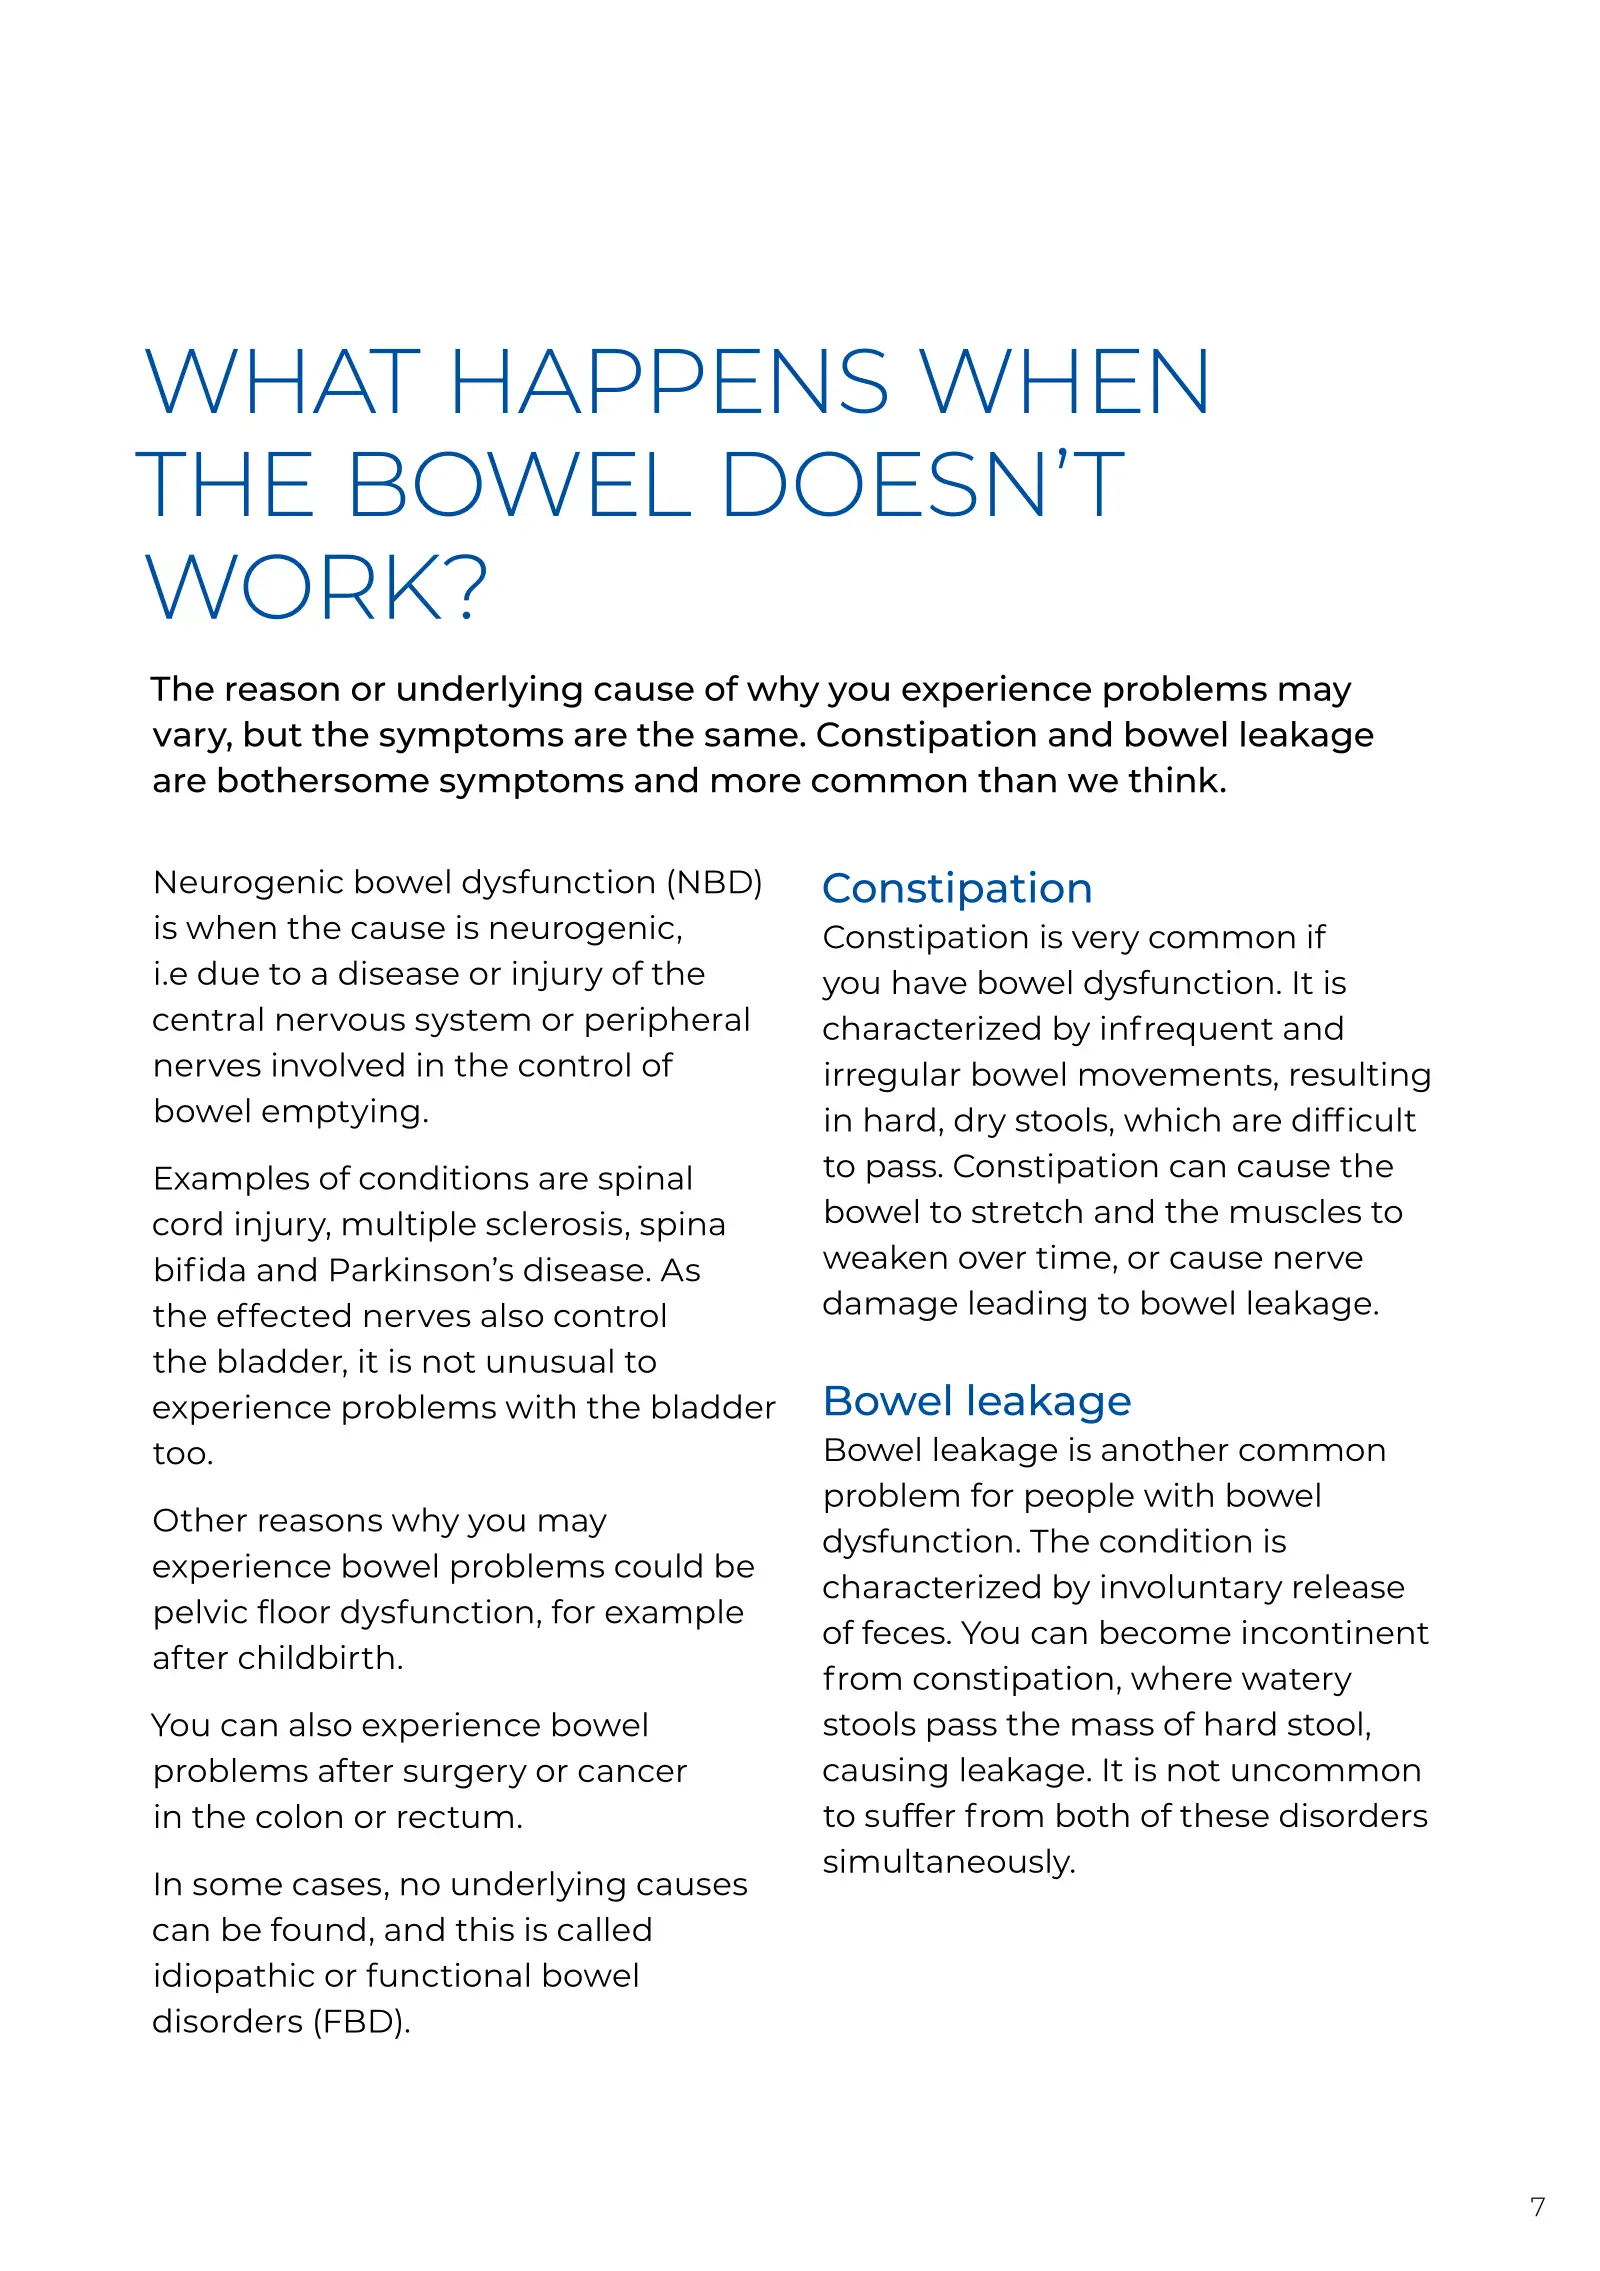 WHAT HAPPENS WHEN
THE BOWEL DOESN’T
WORK?
The reason or underlying cause of why you experience problems may
vary, but the symptoms are the same. Constipation and bowel leakage
are bothersome symptoms and more common than we think.
Neurogenic bowel dysfunction (NBD)
is when the cause is neurogenic,
i.e due to a disease or injury of the
central nervous system or peripheral
nerves involved in the control of
bowel emptying.
Examples of conditions are spinal
cord injury, multiple sclerosis, spina
bifida and Parkinson’s disease. As
the effected nerves also control
the bladder, it is not unusual to
experience problems with the bladder
too.
Other reasons why you may
experience bowel problems could be
pelvic floor dysfunction, for example
after childbirth.
You can also experience bowel
problems after surgery or cancer
in the colon or rectum.
In some cases, no underlying causes
can be found, and this is called
idiopathic or functional bowel
disorders (FBD).
Constipation
Constipation is very common if
you have bowel dysfunction. It is
characterized by infrequent and
irregular bowel movements, resulting
in hard, dry stools, which are difficult
to pass. Constipation can cause the
bowel to stretch and the muscles to
weaken over time, or cause nerve
damage leading to bowel leakage.
Bowel leakage
Bowel leakage is another common
problem for people with bowel
dysfunction. The condition is
characterized by involuntary release
of feces. You can become incontinent
from constipation, where watery
stools pass the mass of hard stool,
causing leakage. It is not uncommon
to suffer from both of these disorders
simultaneously.
7